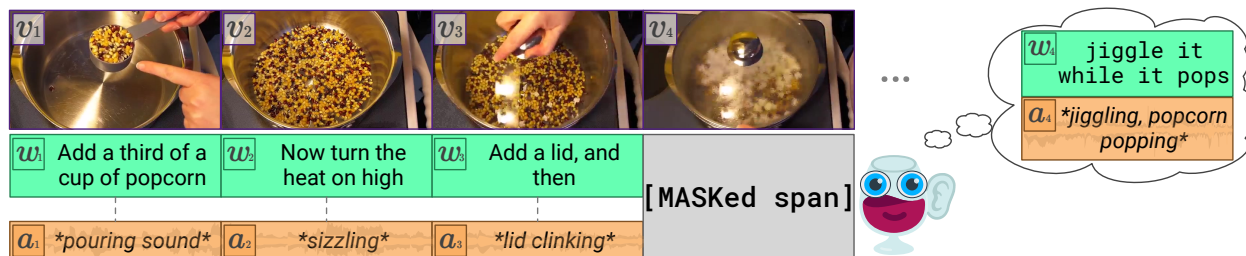 v1 v2 v3 v4
w1 Add a third of a
cup of popcorn
w2 Now turn the
heat on high
w3 Add a lid, and
then
[MASKed span]
a1 *pouring sound*
a2 *sizzling*
a3 *lid clinking*
...
w4 jiggle it
while it pops
a4 *jiggling, popcorn
popping*